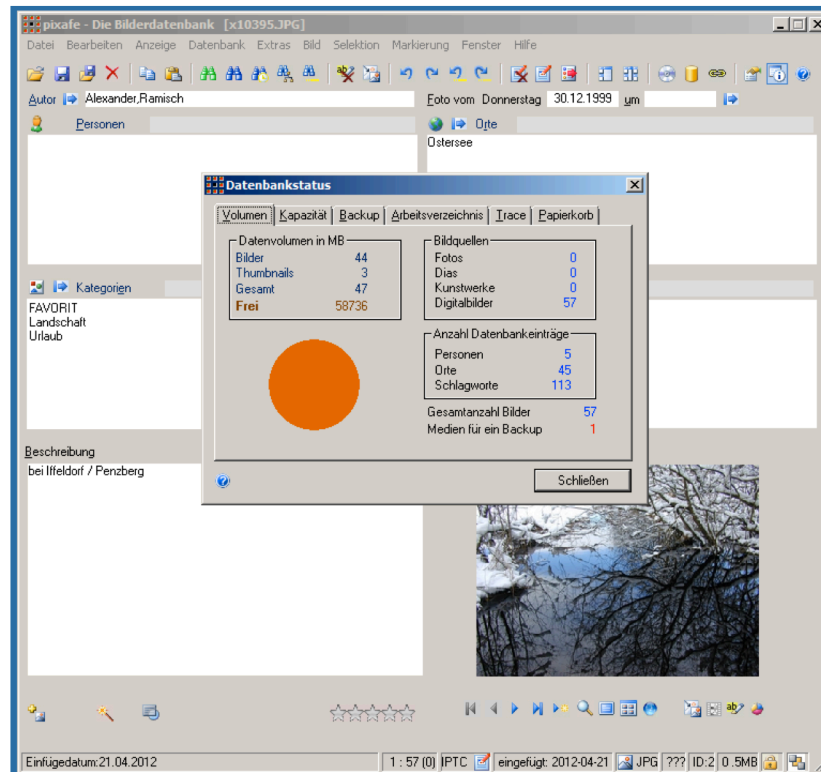 pixafe - Die Bilderdatenbank [x10395.JPG]
Datei Bearbeiten Anzeige Datenbank Extras Bild Selektion Markierung Fenster Hilfe
Autor Alexander,Ramisch
Foto vom Donnerstag 30.12.1999 um
Personen
Orte
Ostersee
Datenbankstatus
Volumen Kapazität Backup Arbeitsverzeichnis Trace Papierkorb
Datenvolumen in MB
Bilder 44
Thumbnails 3
Gesamt 47
Frei 58736
Bildquellen
Fotos 0
Dias 0
Kunstwerke 0
Digitalbilder 57
Anzahl Datenbankeinträge
Personen 5
Orte 45
Schlagworte 113
Gesamtanzahl Bilder 57
Medien für ein Backup 1
Schließen
Kategorien
FAVORIT
Landschaft
Urlaub
Beschreibung
bei Iffeldorf / Penzberg
Einfügedatum:21.04.2012 1 : 57 (0) IPTC eingefügt: 2012-04-21 JPG ??? ID:2 0.5MB